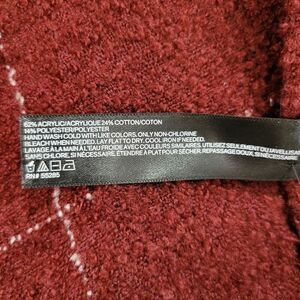 62% ACRYLIC/ACRYLIQUE 24% COTTON/COTON
14% POLYESTER/POLYESTER
HAND WASH COLD WITH LIKE COLORS. ONLY NON-CHLORINE
BLEACH WHEN NEEDED. LAY FLAT TO DRY. COOL IRON IF NEEDED.
LAVAGE À LA MAIN À L'EAU FROIDE AVEC COULEURS SIMILAIRES. UTILISEZ SEULEMENT DU JAVELLISANT
SANS CHLORE, SI NÉCESSAIRE. ÉTENDRE À PLAT POUR SÉCHER. REPASSAGE DOUX, SI NÉCESSAIRE
RN# 55285